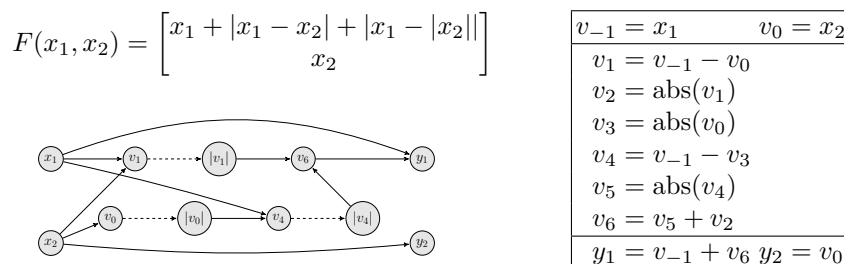 F(x₁, x₂) = [ x₁ + |x₁ − x₂| + |x₁ − |x₂||
x₂ ]
x₁ v₁ |v₁| v₆ y₁
v₀ |v₀| v₄ |v₄|
x₂ y₂
v₋₁ = x₁ v₀ = x₂
v₁ = v₋₁ − v₀
v₂ = abs(v₁)
v₃ = abs(v₀)
v₄ = v₋₁ − v₃
v₅ = abs(v₄)
v₆ = v₅ + v₂
y₁ = v₋₁ + v₆ y₂ = v₀